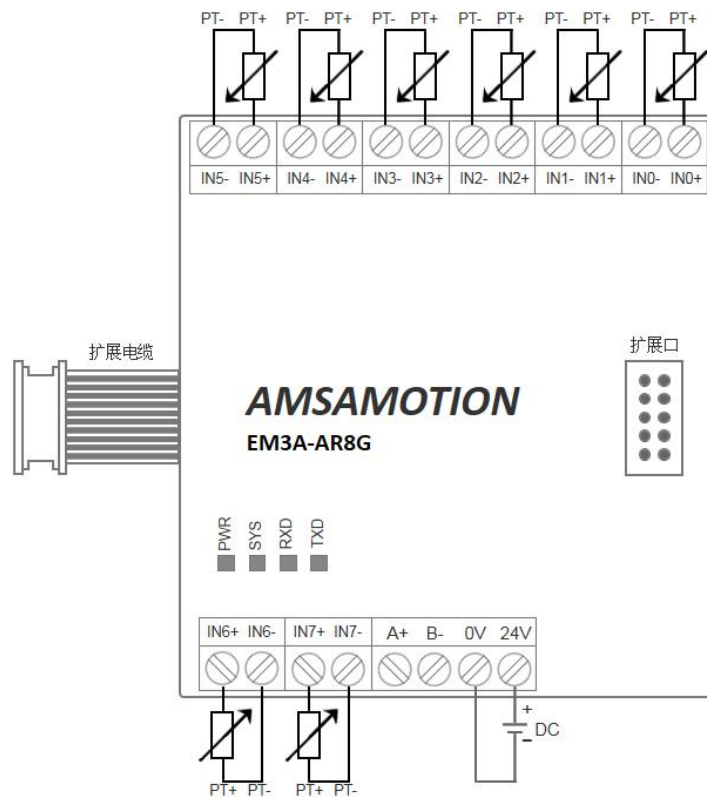 PT- PT+ PT- PT+ PT- PT+ PT- PT+ PT- PT+ PT- PT+
IN5- IN5+ IN4- IN4+ IN3- IN3+ IN2- IN2+ IN1- IN1+ IN0- IN0+
扩展电缆
扩展口
AMSAMOTION
EM3A-AR8G
PWR SYS RXD TXD
IN6+ IN6- IN7+ IN7- A+ B- 0V 24V
+
DC
-
PT+ PT- PT+ PT-